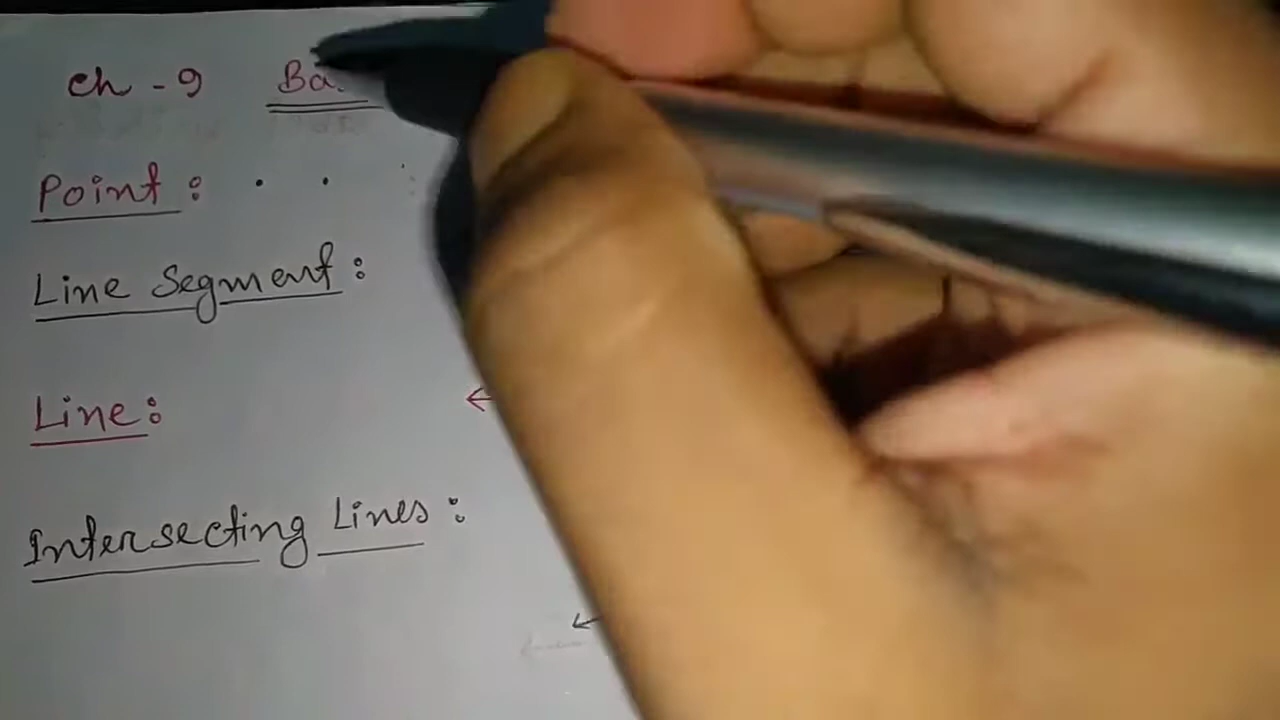 Ch - 9
Point : . .
Line Segment :
Line :
Intersecting Lines :